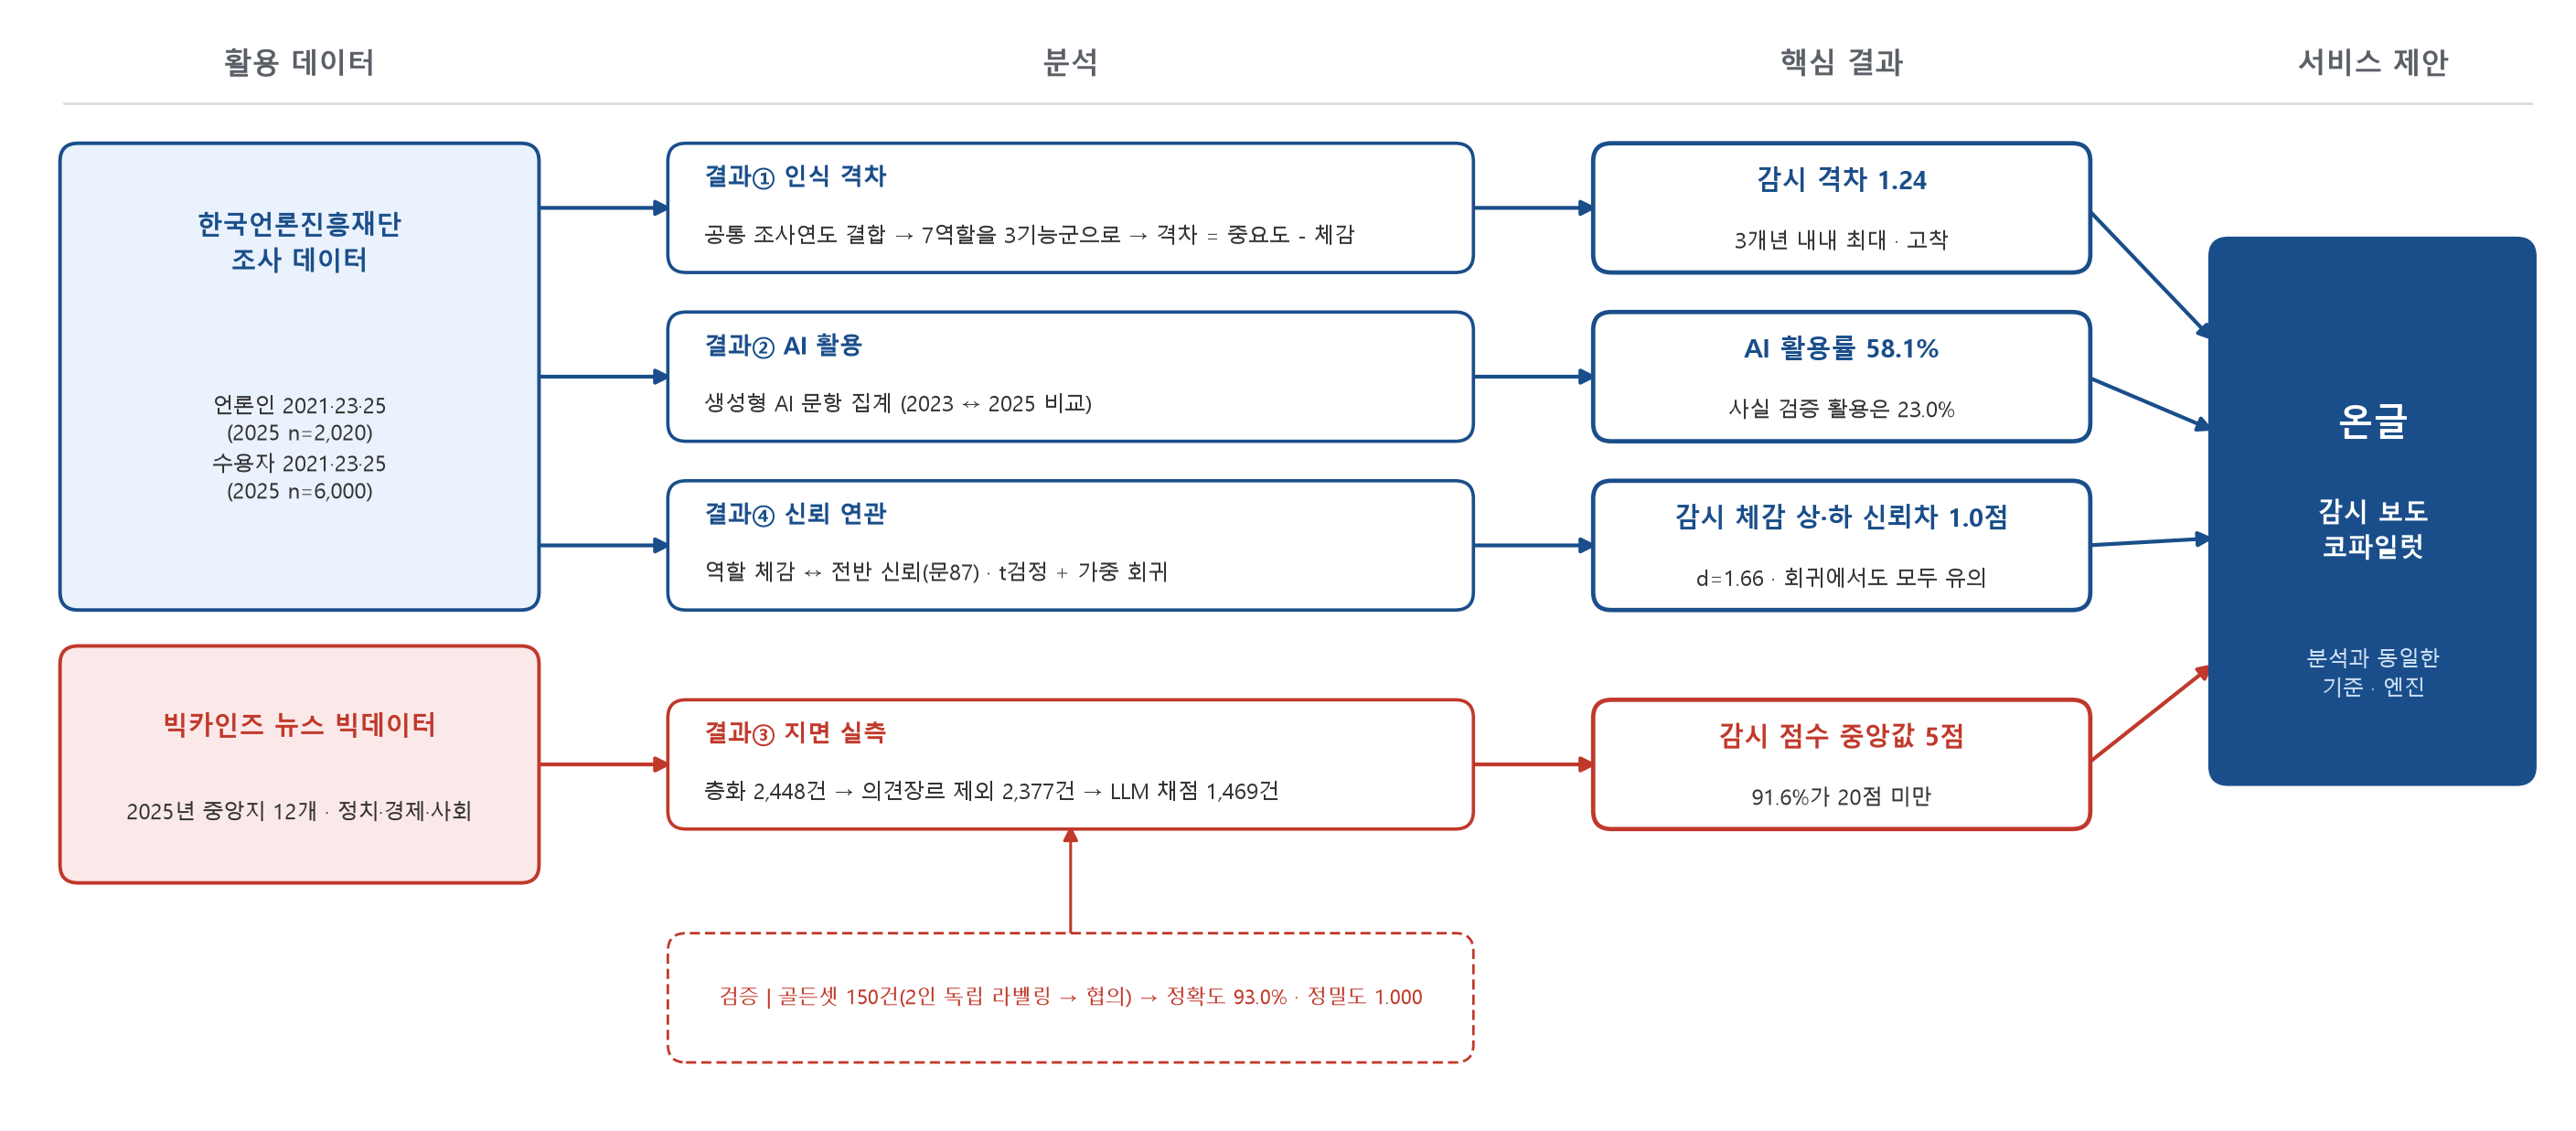 활용 데이터
분석
핵심 결과
서비스 제안
한국언론진흥재단
조사 데이터
언론인 2021·23·25
(2025 n=2,020)
수용자 2021·23·25
(2025 n=6,000)
결과① 인식 격차
공통 조사연도 결합 → 7역할을 3기능군으로 → 격차 = 중요도 - 체감
감시 격차 1.24
3개년 내내 최대 · 고착
결과② AI 활용
생성형 AI 문항 집계 (2023 ↔ 2025 비교)
AI 활용률 58.1%
사실 검증 활용은 23.0%
결과④ 신뢰 연관
역할 체감 ↔ 전반 신뢰(문87) · t검정 + 가중 회귀
감시 체감 상·하 신뢰차 1.0점
d=1.66 · 회귀에서도 모두 유의
빅카인즈 뉴스 빅데이터
2025년 중앙지 12개 · 정치·경제·사회
결과③ 지면 실측
층화 2,448건 → 의견장르 제외 2,377건 → LLM 채점 1,469건
감시 점수 중앙값 5점
91.6%가 20점 미만
검증 | 골든셋 150건(2인 독립 라벨링 → 협의) → 정확도 93.0% · 정밀도 1.000
온글
감시 보도
코파일럿
분석과 동일한
기준 · 엔진